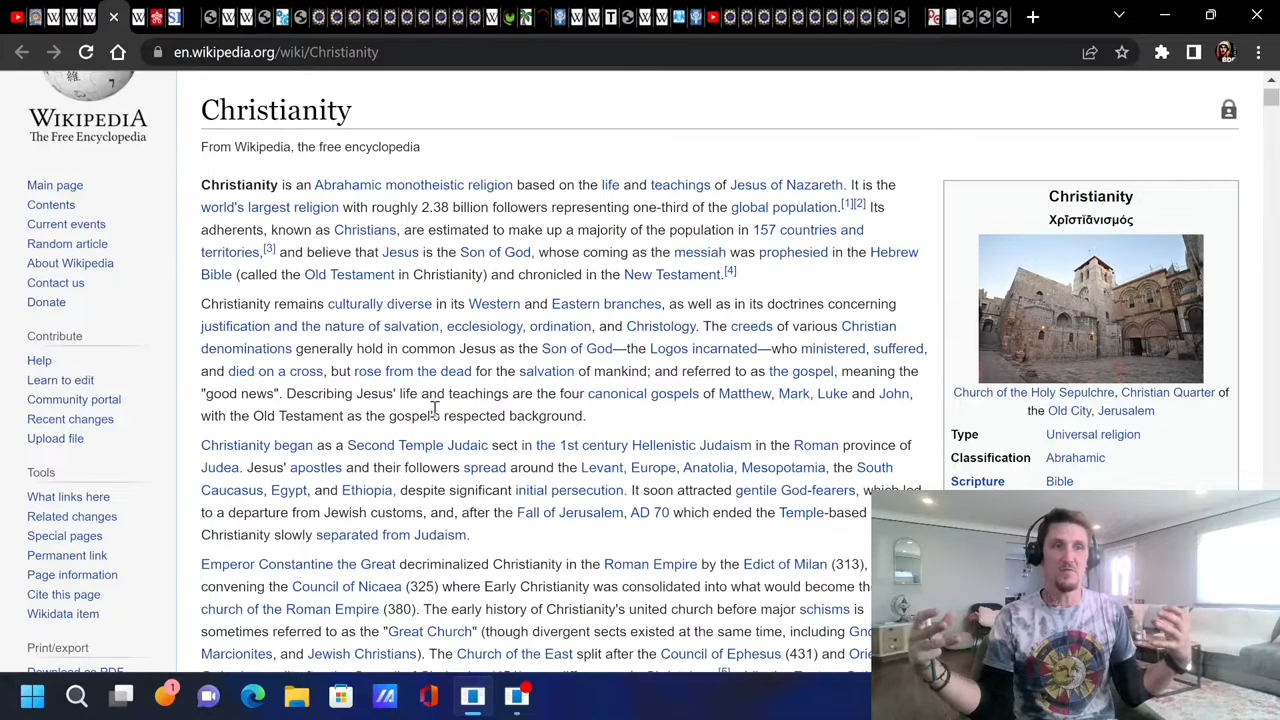 en.wikipedia.org/wiki/Christianity
BDF
WIKIPEDIA
The Free Encyclopedia
Main page
Contents
Current events
Random article
About Wikipedia
Contact us
Donate
Contribute
Help
Learn to edit
Community portal
Recent changes
Upload file
Tools
What links here
Related changes
Special pages
Permanent link
Page information
Cite this page
Wikidata item
Print/export
Download as PDF
Christianity
From Wikipedia, the free encyclopedia
Christianity is an Abrahamic monotheistic religion based on the life and teachings of Jesus of Nazareth. It is the
world's largest religion with roughly 2.38 billion followers representing one-third of the global population.[1][2] Its
adherents, known as Christians, are estimated to make up a majority of the population in 157 countries and
territories,[3] and believe that Jesus is the Son of God, whose coming as the messiah was prophesied in the Hebrew
Bible (called the Old Testament in Christianity) and chronicled in the New Testament.[4]
Christianity remains culturally diverse in its Western and Eastern branches, as well as in its doctrines concerning
justification and the nature of salvation, ecclesiology, ordination, and Christology. The creeds of various Christian
denominations generally hold in common Jesus as the Son of God—the Logos incarnated—who ministered, suffered,
and died on a cross, but rose from the dead for the salvation of mankind; and referred to as the gospel, meaning the
"good news". Describing Jesus' life and teachings are the four canonical gospels of Matthew, Mark, Luke and John,
with the Old Testament as the gospel's respected background.
Christianity began as a Second Temple Judaic sect in the 1st century Hellenistic Judaism in the Roman province of
Judea. Jesus' apostles and their followers spread around the Levant, Europe, Anatolia, Mesopotamia, the South
Caucasus, Egypt, and Ethiopia, despite significant initial persecution. It soon attracted gentile God-fearers, which led
to a departure from Jewish customs, and, after the Fall of Jerusalem, AD 70 which ended the Temple-based
Christianity slowly separated from Judaism.
Emperor Constantine the Great decriminalized Christianity in the Roman Empire by the Edict of Milan (313),
convening the Council of Nicaea (325) where Early Christianity was consolidated into what would become the
church of the Roman Empire (380). The early history of Christianity's united church before major schisms is
sometimes referred to as the "Great Church" (though divergent sects existed at the same time, including Gno
Marcionites, and Jewish Christians). The Church of the East split after the Council of Ephesus (431) and Orie
Christianity
Χρῑστῐᾱνισμός
Church of the Holy Sepulchre, Christian Quarter of
the Old City, Jerusalem
Type Universal religion
Classification Abrahamic
Scripture Bible
1